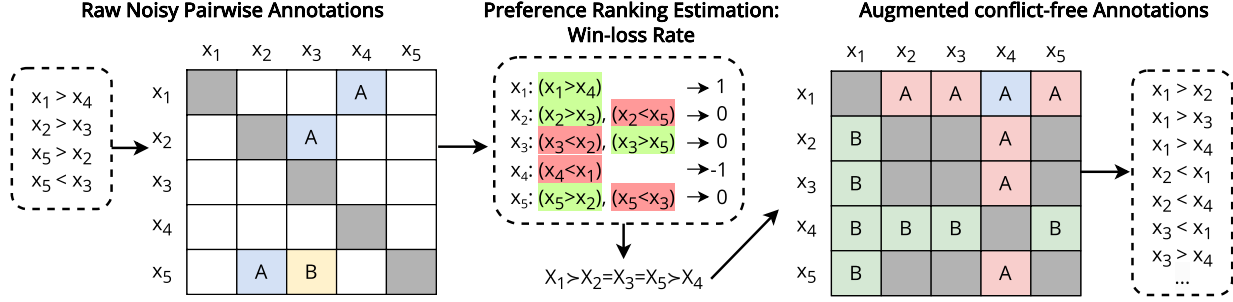 Raw Noisy Pairwise Annotations
x1 > x4
x2 > x3
x5 > x2
x5 < x3
x1 x2 x3 x4 x5
x1 A
x2 A
x3
x4
x5 A B
Preference Ranking Estimation:
Win-loss Rate
x1: (x1>x4) → 1
x2: (x2>x3), (x2<x5) → 0
x3: (x3<x2), (x3>x5) → 0
x4: (x4<x1) → -1
x5: (x5>x2), (x5<x3) → 0
X1≻X2=X3=X5≻X4
Augmented conflict-free Annotations
x1 x2 x3 x4 x5
x1 A A A A
x2 B A
x3 B A
x4 B B B B
x5 B A
x1 > x2
x1 > x3
x1 > x4
x2 < x1
x2 < x4
x3 < x1
x3 > x4
...